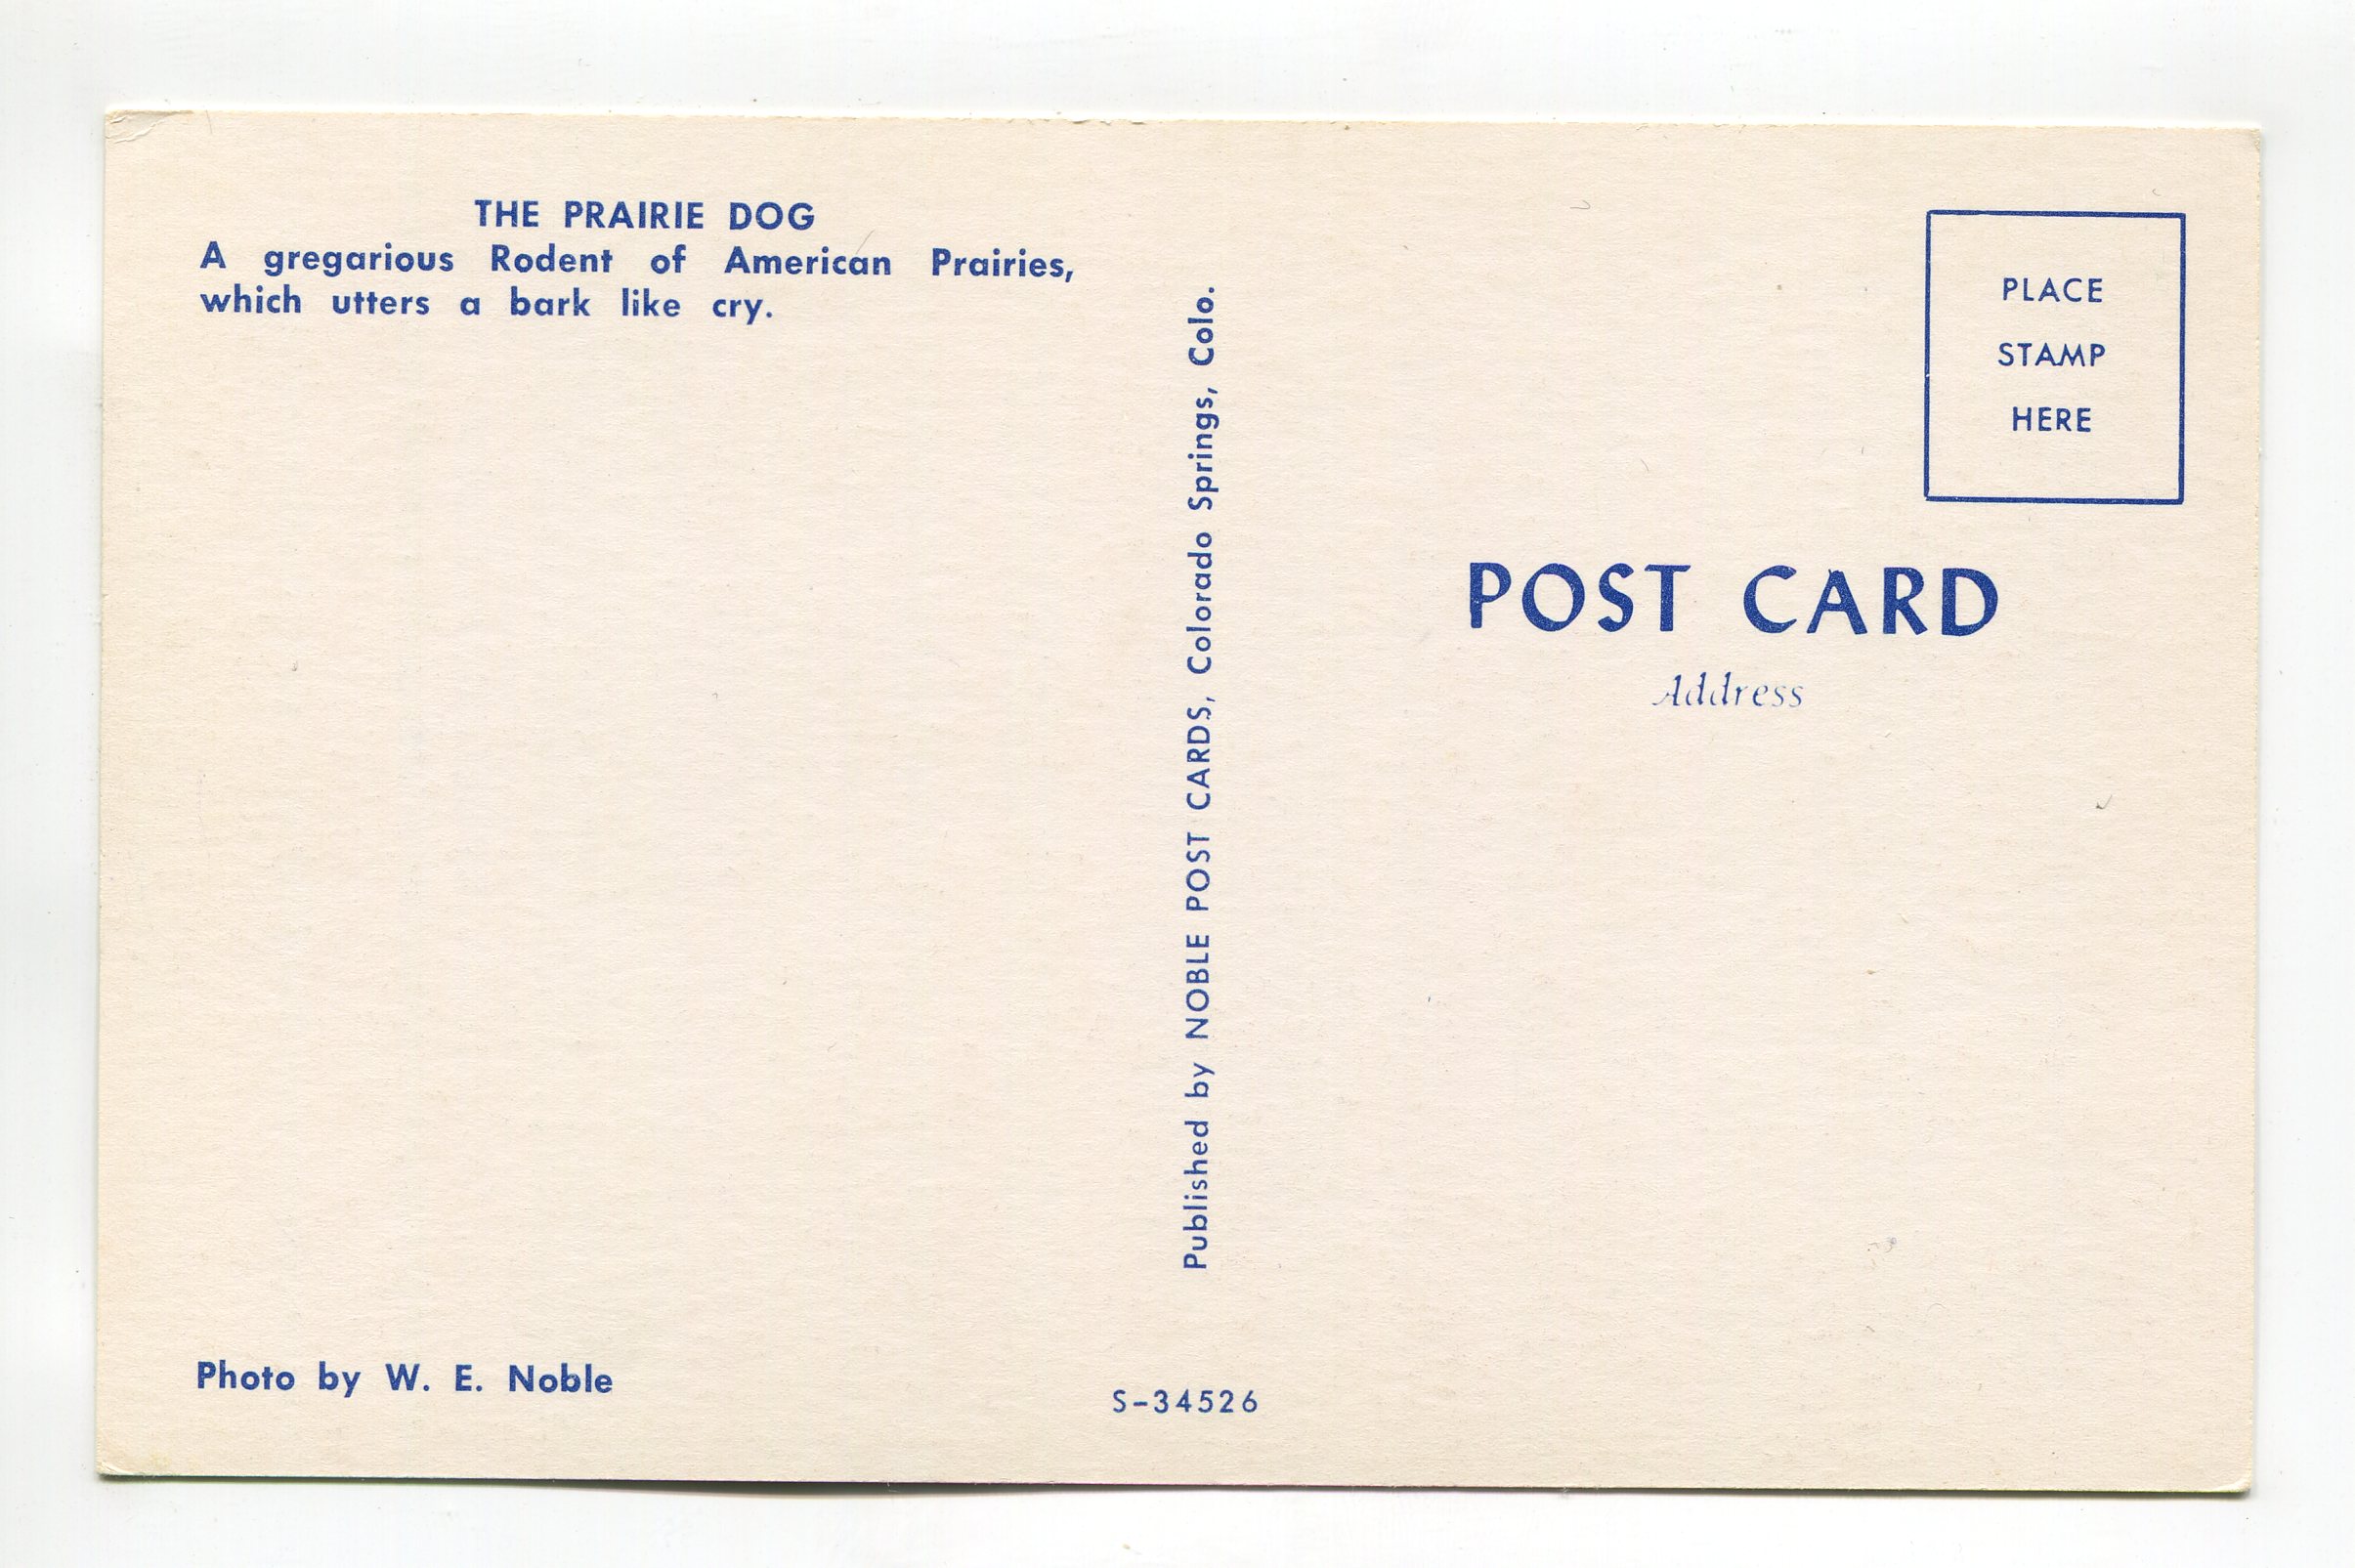 THE PRAIRIE DOG
A gregarious Rodent of American Prairies,
which utters a bark like cry.
Photo by W. E. Noble
Published by NOBLE POST CARDS, Colorado Springs, Colo.
S-34526
PLACE
STAMP
HERE
POST CARD
Address